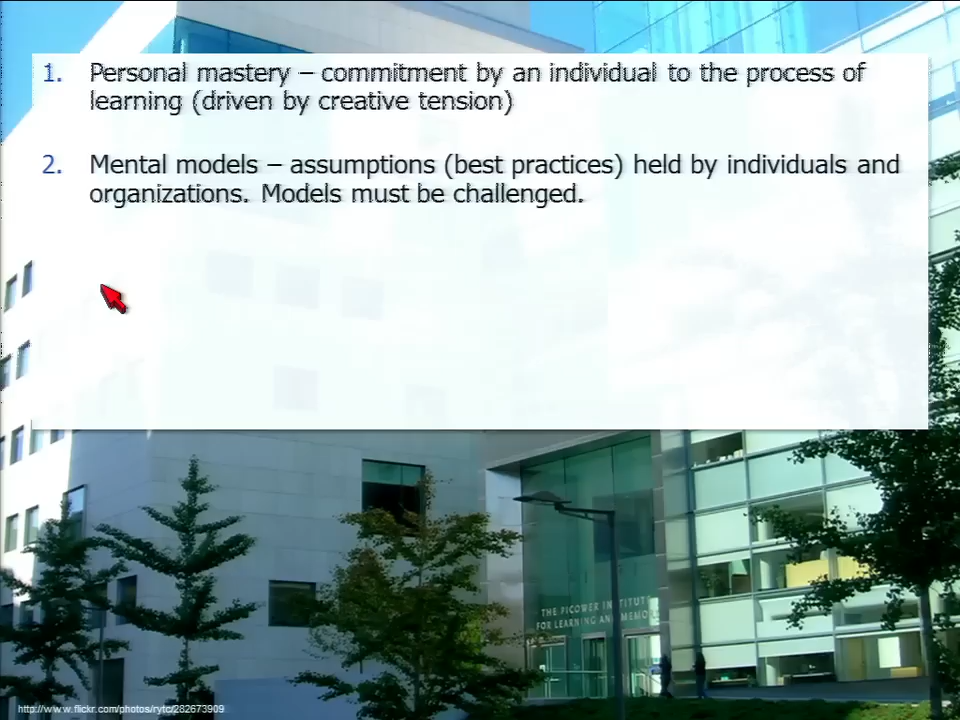 1. Personal mastery – commitment by an individual to the process of
learning (driven by creative tension)
2. Mental models – assumptions (best practices) held by individuals and
organizations. Models must be challenged.
THE PICOWER INSTITUTE
FOR LEARNING AND MEMORY
http://www.flickr.com/photos/rytc/282673909